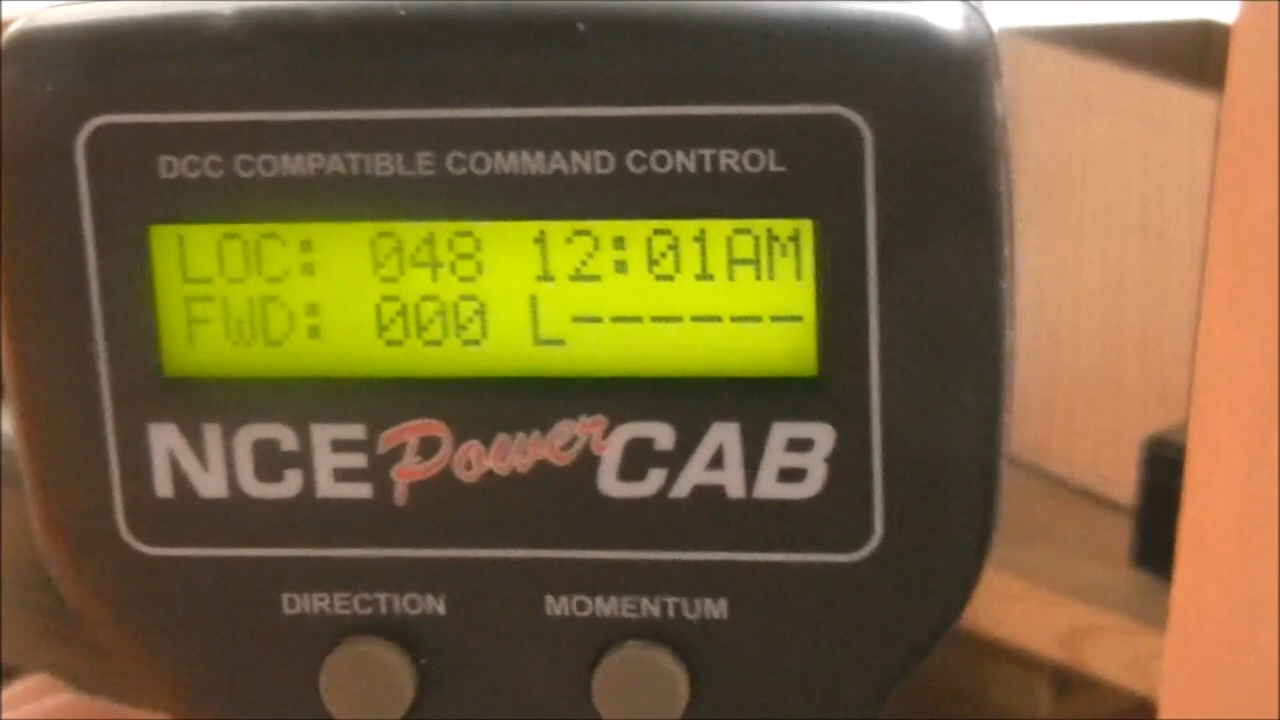 DCC COMPATIBLE COMMAND CONTROL
LOC: 048 12:01AM
FWD: 000 L------
NCE Power CAB
DIRECTION MOMENTUM